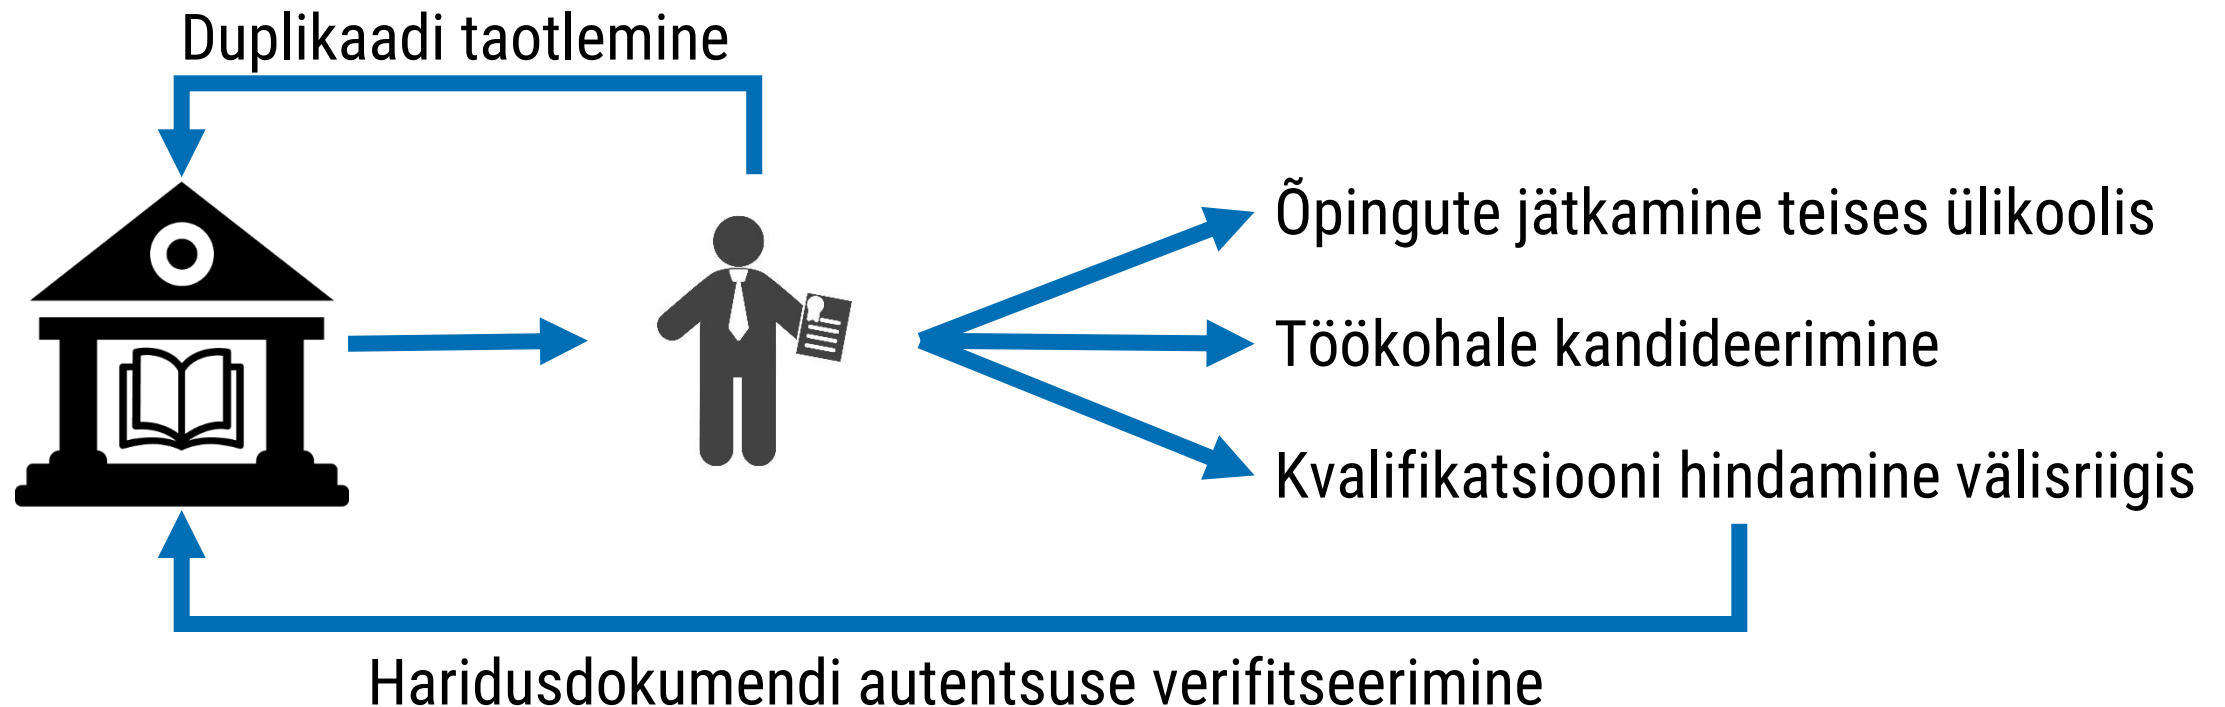 Duplikaadi taotlemine
Õpingute jätkamine teises ülikoolis
Töökohale kandideerimine
Kvalifikatsiooni hindamine välisriigis
Haridusdokumendi autentsuse verifitseerimine